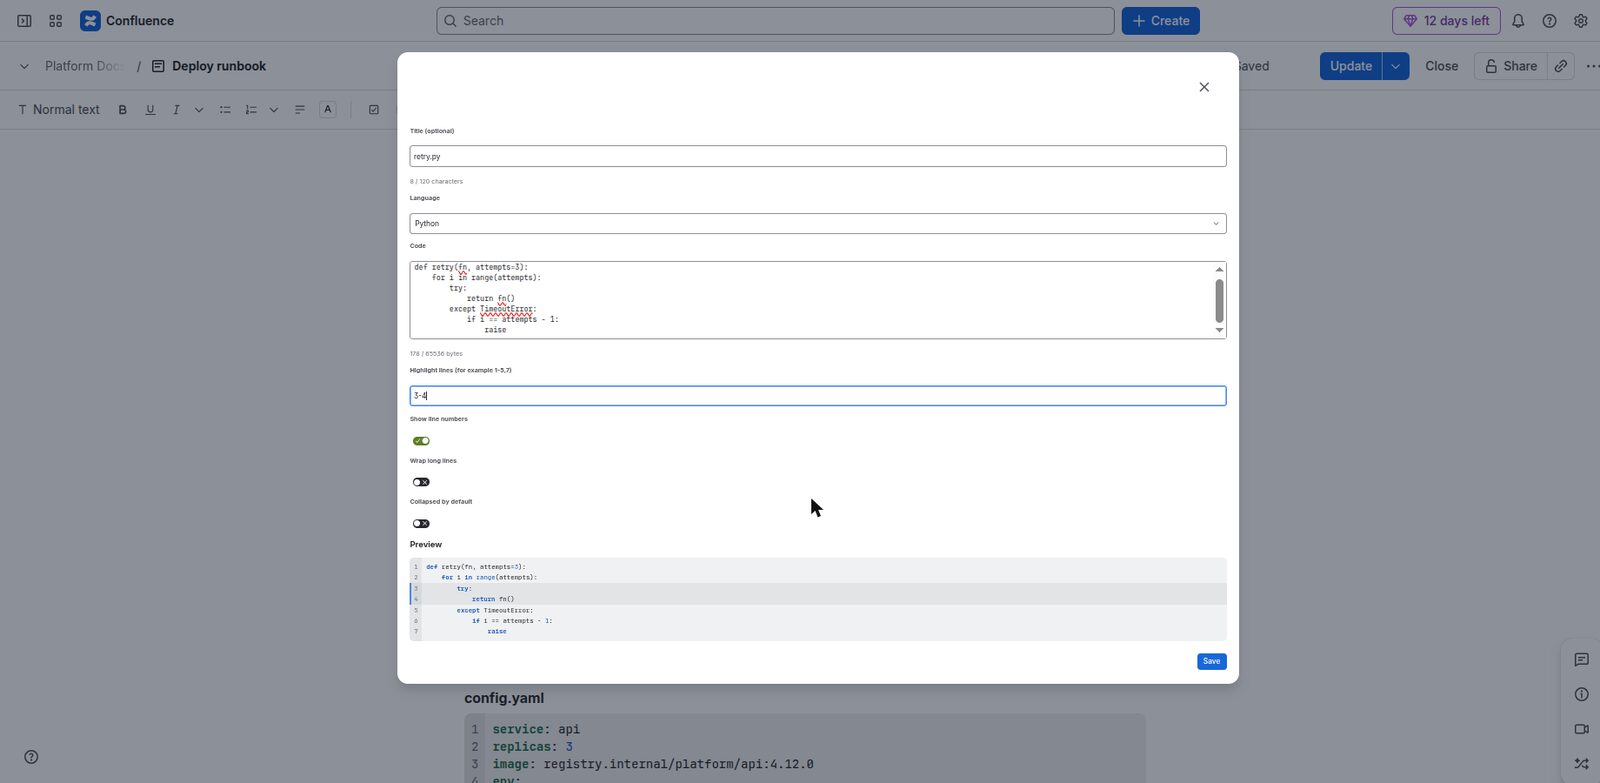 Confluence
Search
+ Create
12 days left
Platform Docs / Deploy runbook
Saved
Update
Close
Share
Normal text
Title (optional)
retry.py
8 / 120 characters
Language
Python
Code
def retry(fn, attempts=3):
    for i in range(attempts):
        try:
            return fn()
        except TimeoutError:
            if i == attempts - 1:
                raise
178 / 65536 bytes
Highlight lines (for example 1-5,7)
3-4
Show line numbers
Wrap long lines
Collapsed by default
Preview
1 def retry(fn, attempts=3):
2     for i in range(attempts):
3         try:
4             return fn()
5         except TimeoutError:
6             if i == attempts - 1:
7                 raise
Save
config.yaml
1 service: api
2 replicas: 3
3 image: registry.internal/platform/api:4.12.0
4 env: